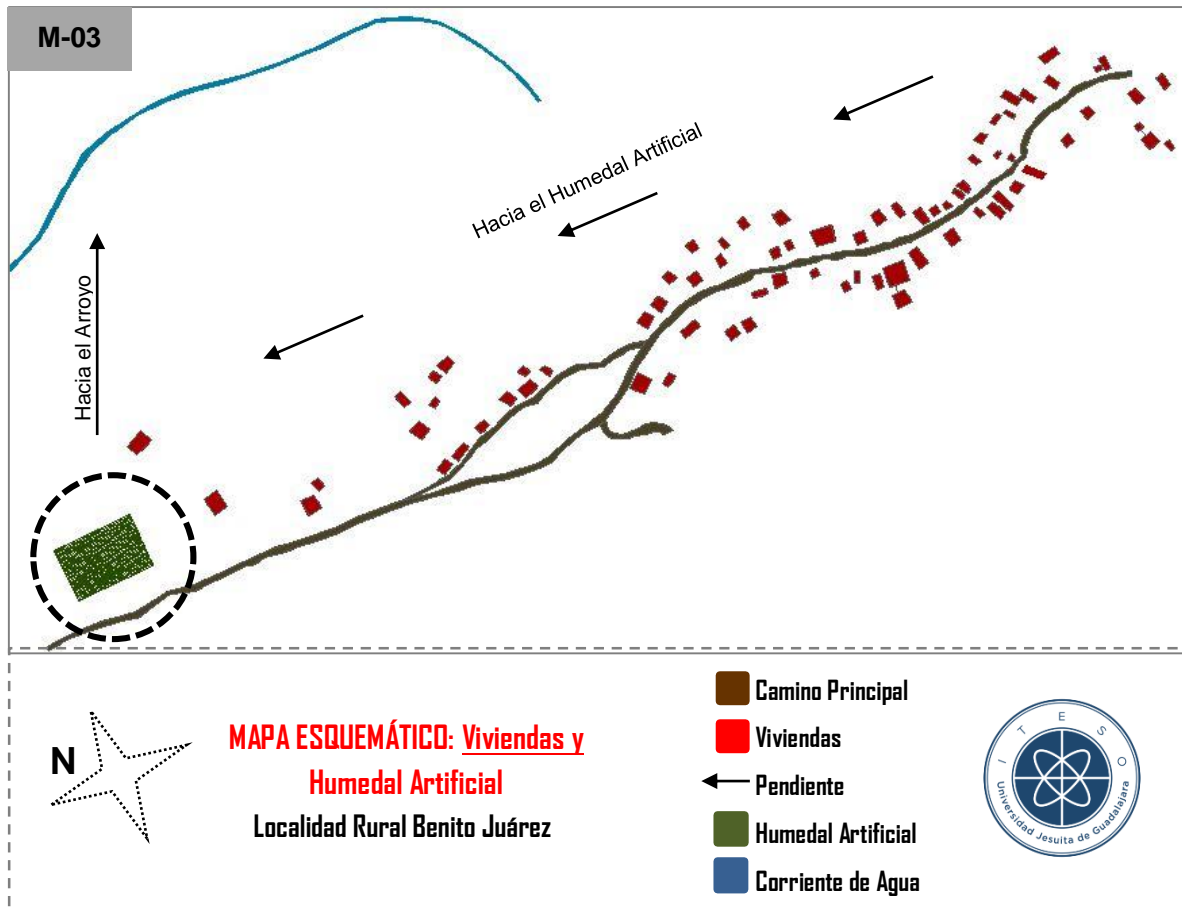 M-03
Hacia el Humedal Artificial
Hacia el Arroyo
N
MAPA ESQUEMÁTICO: Viviendas y
Humedal Artificial
Localidad Rural Benito Juárez
Camino Principal
Viviendas
Pendiente
Humedal Artificial
Corriente de Agua
ITESO
Universidad Jesuita de Guadalajara